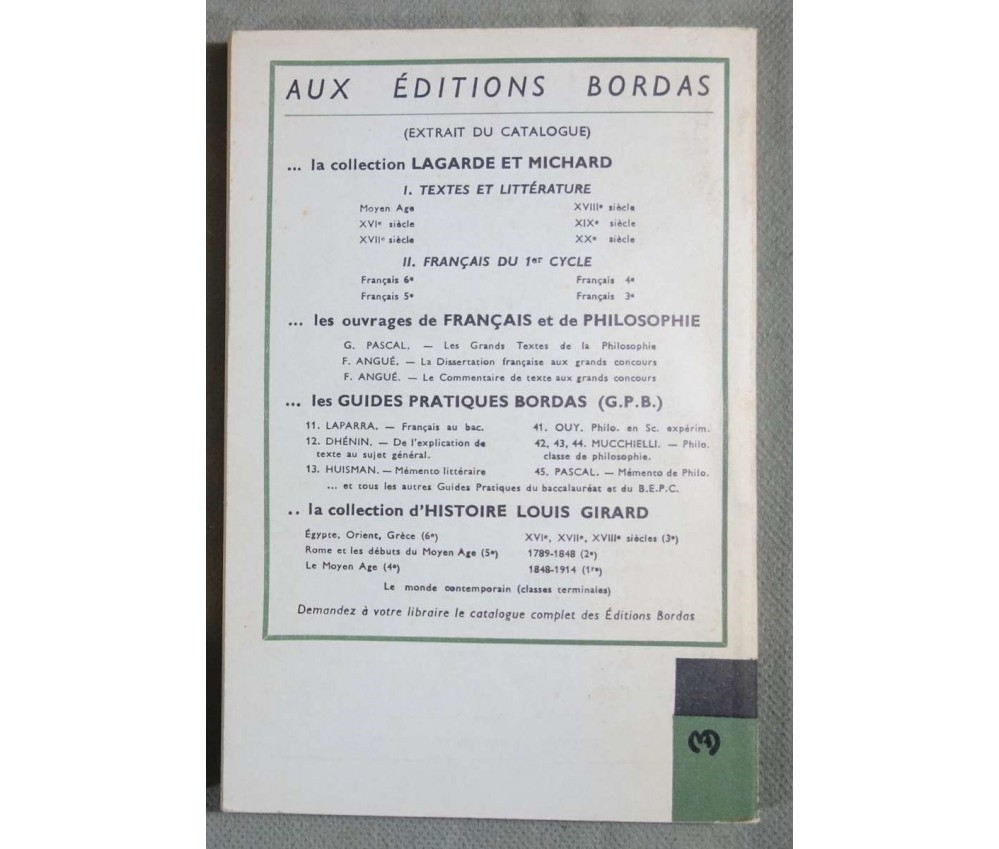 AUX ÉDITIONS BORDAS
(EXTRAIT DU CATALOGUE)
... la collection LAGARDE ET MICHARD
I. TEXTES ET LITTÉRATURE
Moyen Age XVIIIe siècle
XVIe siècle XIXe siècle
XVIIe siècle XXe siècle
II. FRANÇAIS DU 1er CYCLE
Français 6e Français 4e
Français 5e Français 3e
... les ouvrages de FRANÇAIS et de PHILOSOPHIE
G. PASCAL. — Les Grands Textes de la Philosophie
F. ANGUÉ. — La Dissertation française aux grands concours
F. ANGUÉ. — Le Commentaire de texte aux grands concours
... les GUIDES PRATIQUES BORDAS (G.P.B.)
11. LAPARRA. — Français au bac.
12. DHÉNIN. — De l'explication de
texte au sujet général.
13. HUISMAN. — Mémento littéraire
41. OUY. Philo. en Sc. expérim.
42, 43, 44. MUCCHIELLI. — Philo.
classe de philosophie.
45. PASCAL. — Mémento de Philo.
... et tous les autres Guides Pratiques du baccalauréat et du B.E.P.C.
.. la collection d'HISTOIRE LOUIS GIRARD
Égypte, Orient, Grèce (6e) XVIe, XVIIe, XVIIIe siècles (3e)
Rome et les débuts du Moyen Age (5e) 1789-1848 (2e)
Le Moyen Age (4e) 1848-1914 (1re)
Le monde contemporain (classes terminales)
Demandez à votre libraire le catalogue complet des Éditions Bordas